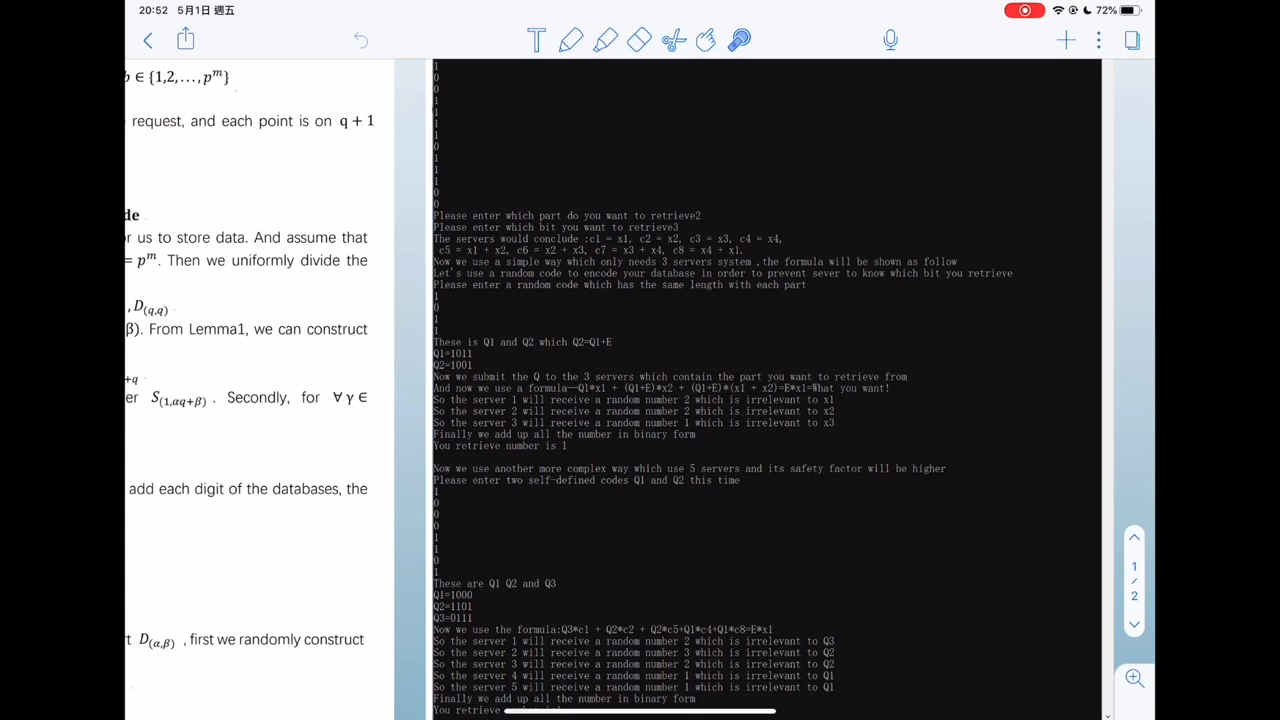 20:52 5月1日 週五
72%
b ∈ {1,2,…,pᵐ}
request, and each point is on q + 1
de
or us to store data. And assume that
= pᵐ. Then we uniformly divide the
, D(q,q)
β). From Lemma1, we can construct
+q
er S(1,αq+β) . Secondly, for ∀ γ ∈
add each digit of the databases, the
rt D(α,β) , first we randomly construct
1
0
0
1
1
1
1
0
1
1
1
0
0
Please enter which part do you want to retrieve2
Please enter which bit you want to retrieve3
The servers would conclude :c1 = x1, c2 = x2, c3 = x3, c4 = x4,
c5 = x1 + x2, c6 = x2 + x3, c7 = x3 + x4, c8 = x4 + x1,
Now we use a simple way which only needs 3 servers system ,the formula will be shown as follow
Let's use a random code to encode your database in order to prevent sever to know which bit you retrieve
Please enter a random code which has the same length with each part
1
0
1
1
These is Q1 and Q2 which Q2=Q1+E
Q1=1011
Q2=1001
Now we submit the Q to the 3 servers which contain the part you want to retrieve from
And now we use a formula—Q1*x1 + (Q1+E)*x2 + (Q1+E)*(x1 + x2)=E*x1=What you want!
So the server 1 will receive a random number 2 which is irrelevant to x1
So the server 2 will receive a random number 2 which is irrelevant to x2
So the server 3 will receive a random number 1 which is irrelevant to x3
Finally we add up all the number in binary form
You retrieve number is 1
Now we use another more complex way which use 5 servers and its safety factor will be higher
Please enter two self-defined codes Q1 and Q2 this time
1
0
0
0
1
1
0
1
These are Q1 Q2 and Q3
Q1=1000
Q2=1101
Q3=0111
Now we use the formula:Q3*c1 + Q2*c2 + Q2*c5+Q1*c4+Q1*c8=E*x1
So the server 1 will receive a random number 2 which is irrelevant to Q3
So the server 2 will receive a random number 3 which is irrelevant to Q2
So the server 3 will receive a random number 2 which is irrelevant to Q2
So the server 4 will receive a random number 1 which is irrelevant to Q1
So the server 5 will receive a random number 1 which is irrelevant to Q1
Finally we add up all the number in binary form
You retrieve
1
/
2